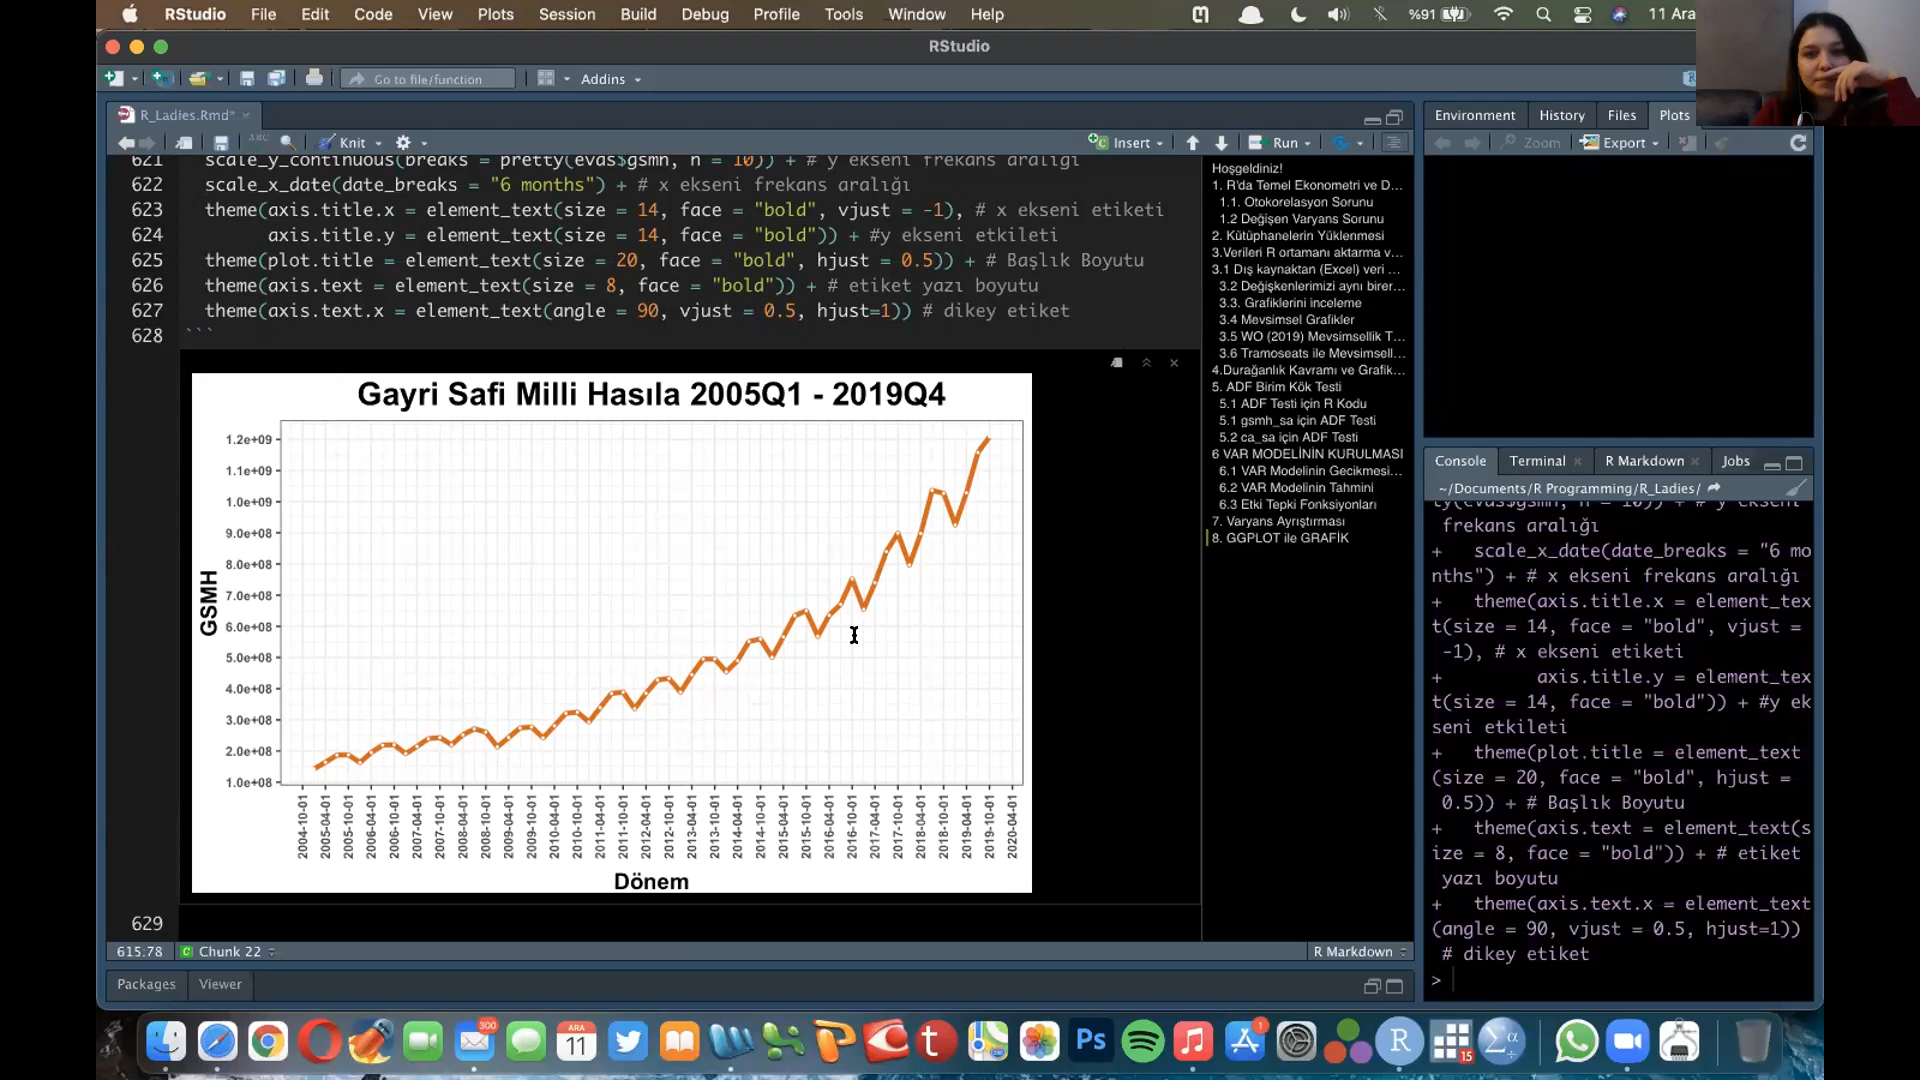 RStudio File Edit Code View Plots Session Build Debug Profile Tools Window Help %91 11 Ara
RStudio
Go to file/function Addins
R_Ladies.Rmd*
Knit Insert Run
621 scale_y_continuous(breaks = pretty(evas$gsmh, n = 10)) + # y ekseni frekans aralığı
622 scale_x_date(date_breaks = "6 months") + # x ekseni frekans aralığı
623 theme(axis.title.x = element_text(size = 14, face = "bold", vjust = -1), # x ekseni etiketi
624 axis.title.y = element_text(size = 14, face = "bold")) + #y ekseni etkileti
625 theme(plot.title = element_text(size = 20, face = "bold", hjust = 0.5)) + # Başlık Boyutu
626 theme(axis.text = element_text(size = 8, face = "bold")) + # etiket yazı boyutu
627 theme(axis.text.x = element_text(angle = 90, vjust = 0.5, hjust=1)) # dikey etiket
628 ```
Gayri Safi Milli Hasıla 2005Q1 - 2019Q4
GSMH
1.2e+09
1.1e+09
1.0e+09
9.0e+08
8.0e+08
7.0e+08
6.0e+08
5.0e+08
4.0e+08
3.0e+08
2.0e+08
1.0e+08
2004-10-01
2005-04-01
2005-10-01
2006-04-01
2006-10-01
2007-04-01
2007-10-01
2008-04-01
2008-10-01
2009-04-01
2009-10-01
2010-04-01
2010-10-01
2011-04-01
2011-10-01
2012-04-01
2012-10-01
2013-04-01
2013-10-01
2014-04-01
2014-10-01
2015-04-01
2015-10-01
2016-04-01
2016-10-01
2017-04-01
2017-10-01
2018-04-01
2018-10-01
2019-04-01
2019-10-01
2020-04-01
Dönem
629
615:78 Chunk 22 R Markdown
Packages Viewer
Hoşgeldiniz!
1. R'da Temel Ekonometri ve D...
1.1. Otokorelasyon Sorunu
1.2 Değişen Varyans Sorunu
2. Kütüphanelerin Yüklenmesi
3.Verileri R ortamanı aktarma v...
3.1 Dış kaynaktan (Excel) veri ...
3.2 Değişkenlerimizi aynı birer...
3.3. Grafiklerini inceleme
3.4 Mevsimsel Grafikler
3.5 WO (2019) Mevsimsellik T...
3.6 Tramoseats ile Mevsimsell...
4.Durağanlık Kavramı ve Grafik...
5. ADF Birim Kök Testi
5.1 ADF Testi için R Kodu
5.1 gsmh_sa için ADF Testi
5.2 ca_sa için ADF Testi
6 VAR MODELİNİN KURULMASI
6.1 VAR Modelinin Gecikmesi...
6.2 VAR Modelinin Tahmini
6.3 Etki Tepki Fonksiyonları
7. Varyans Ayrıştırması
8. GGPLOT ile GRAFİK
Environment History Files Plots
Zoom Export
Console Terminal R Markdown Jobs
~/Documents/R Programming/R_Ladies/
ty(evas$gsmh, n = 10)) + # y ekseni
frekans aralığı
+ scale_x_date(date_breaks = "6 mo
nths") + # x ekseni frekans aralığı
+ theme(axis.title.x = element_tex
t(size = 14, face = "bold", vjust =
-1), # x ekseni etiketi
+ axis.title.y = element_tex
t(size = 14, face = "bold")) + #y ek
seni etkileti
+ theme(plot.title = element_text
(size = 20, face = "bold", hjust =
0.5)) + # Başlık Boyutu
+ theme(axis.text = element_text(s
ize = 8, face = "bold")) + # etiket
yazı boyutu
+ theme(axis.text.x = element_text
(angle = 90, vjust = 0.5, hjust=1))
# dikey etiket
>
300
ARA
11
Ps
1
R
15